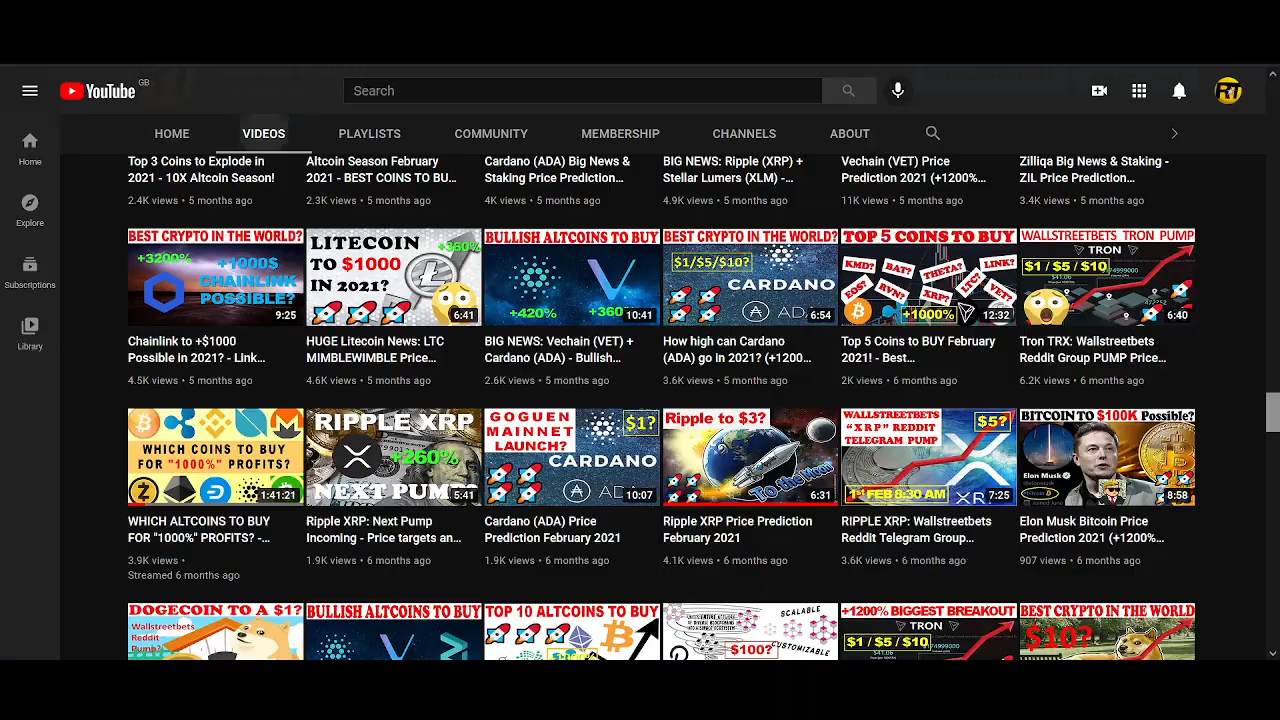 YouTube GB
Search
HOME VIDEOS PLAYLISTS COMMUNITY MEMBERSHIP CHANNELS ABOUT
Home
Explore
Subscriptions
Library
Top 3 Coins to Explode in
2021 - 10X Altcoin Season!
2.4K views • 5 months ago
Altcoin Season February
2021 - BEST COINS TO BU...
2.3K views • 5 months ago
Cardano (ADA) Big News &
Staking Price Prediction...
4K views • 5 months ago
BIG NEWS: Ripple (XRP) +
Stellar Lumers (XLM) -...
4.9K views • 5 months ago
Vechain (VET) Price
Prediction 2021 (+1200%...
11K views • 5 months ago
Zilliqa Big News & Staking -
ZIL Price Prediction...
3.4K views • 5 months ago
BEST CRYPTO IN THE WORLD?
+3200%
+1000$
CHAINLINK
POSSIBLE?
9:25
Chainlink to +$1000
Possible in 2021? - Link...
4.5K views • 5 months ago
LITECOIN
+360%
TO $1000
IN 2021?
6:41
HUGE Litecoin News: LTC
MIMBLEWIMBLE Price...
4.6K views • 5 months ago
BULLISH ALTCOINS TO BUY
+420%
+360
10:41
BIG NEWS: Vechain (VET) +
Cardano (ADA) - Bullish...
2.6K views • 5 months ago
BEST CRYPTO IN THE WORLD?
$1/$5/$10?
CARDANO
AD
6:54
How high can Cardano
(ADA) go in 2021? (+1200...
3.6K views • 5 months ago
TOP 5 COINS TO BUY
KMD? BAT? THETA? LINK?
EOS? RVN? XRP? LTC? VET?
+1000%
12:32
Top 5 Coins to BUY February
2021! - Best...
2K views • 6 months ago
WALLSTREETBETS TRON PUMP
TRON
$1 / $5 / $10
6:40
Tron TRX: Wallstreetbets
Reddit Group PUMP Price...
6.2K views • 6 months ago
WHICH COINS TO BUY
FOR "1000%" PROFITS?
1:41:21
WHICH ALTCOINS TO BUY
FOR "1000%" PROFITS? -...
3.9K views •
Streamed 6 months ago
RIPPLE XRP
+260%
NEXT PUMP
5:41
Ripple XRP: Next Pump
Incoming - Price targets an...
1.9K views • 6 months ago
GOGUEN
MAINNET
LAUNCH?
$1?
CARDANO
AD
10:07
Cardano (ADA) Price
Prediction February 2021
1.9K views • 6 months ago
Ripple to $3?
To the Moon
6:31
Ripple XRP Price Prediction
February 2021
4.1K views • 6 months ago
WALLSTREETBETS
"XRP" REDDIT
TELEGRAM PUMP
$5?
1ST FEB 8:30 AM
XR
7:25
RIPPLE XRP: Wallstreetbets
Reddit Telegram Group...
3.6K views • 6 months ago
BITCOIN TO $100K Possible?
Elon Musk
@elonmusk
#bitcoin
8:58
Elon Musk Bitcoin Price
Prediction 2021 (+1200%...
907 views • 6 months ago
DOGECOIN TO A $1?
Wallstreetbets
Reddit
Pump?
BULLISH ALTCOINS TO BUY
TOP 10 ALTCOINS TO BUY
SCALABLE
CUSTOMIZABLE
$100?
+1200% BIGGEST BREAKOUT
TRON
$1 / $5 / $10
BEST CRYPTO IN THE WORLD
$10?